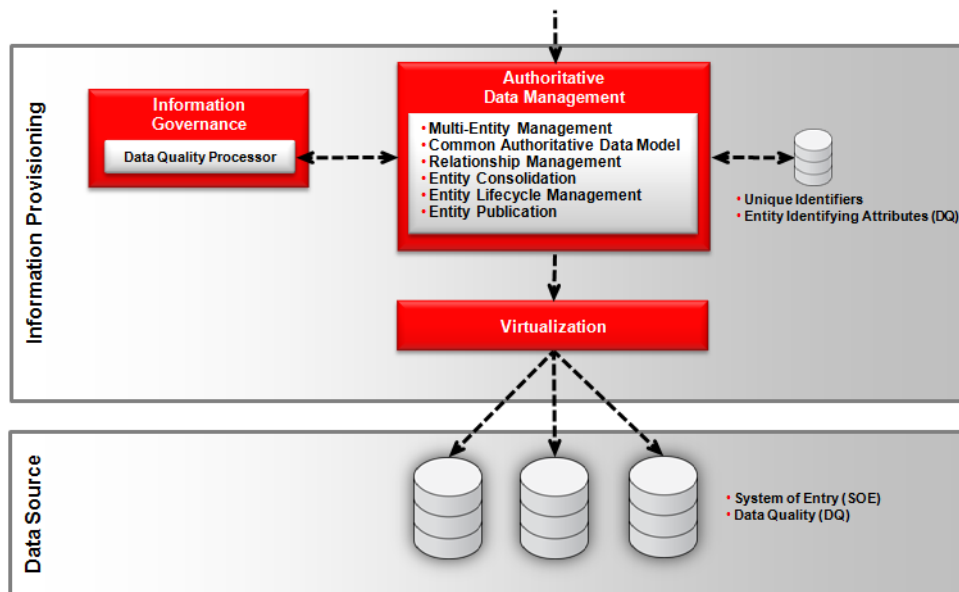 Information Provisioning
Information
Governance
Data Quality Processor
Authoritative
Data Management
• Multi-Entity Management
• Common Authoritative Data Model
• Relationship Management
• Entity Consolidation
• Entity Lifecycle Management
• Entity Publication
• Unique Identifiers
• Entity Identifying Attributes (DQ)
Virtualization
Data Source
• System of Entry (SOE)
• Data Quality (DQ)